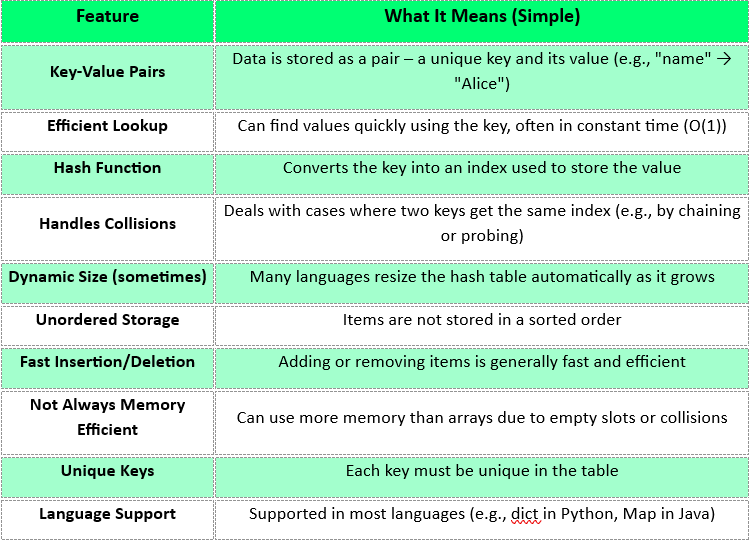 Feature What It Means (Simple)
Key-Value Pairs
Data is stored as a pair – a unique key and its value (e.g., "name" →
"Alice")
Efficient Lookup Can find values quickly using the key, often in constant time (O(1))
Hash Function Converts the key into an index used to store the value
Handles Collisions
Deals with cases where two keys get the same index (e.g., by chaining
or probing)
Dynamic Size (sometimes) Many languages resize the hash table automatically as it grows
Unordered Storage Items are not stored in a sorted order
Fast Insertion/Deletion Adding or removing items is generally fast and efficient
Not Always Memory
Efficient
Can use more memory than arrays due to empty slots or collisions
Unique Keys Each key must be unique in the table
Language Support Supported in most languages (e.g., dict in Python, Map in Java)